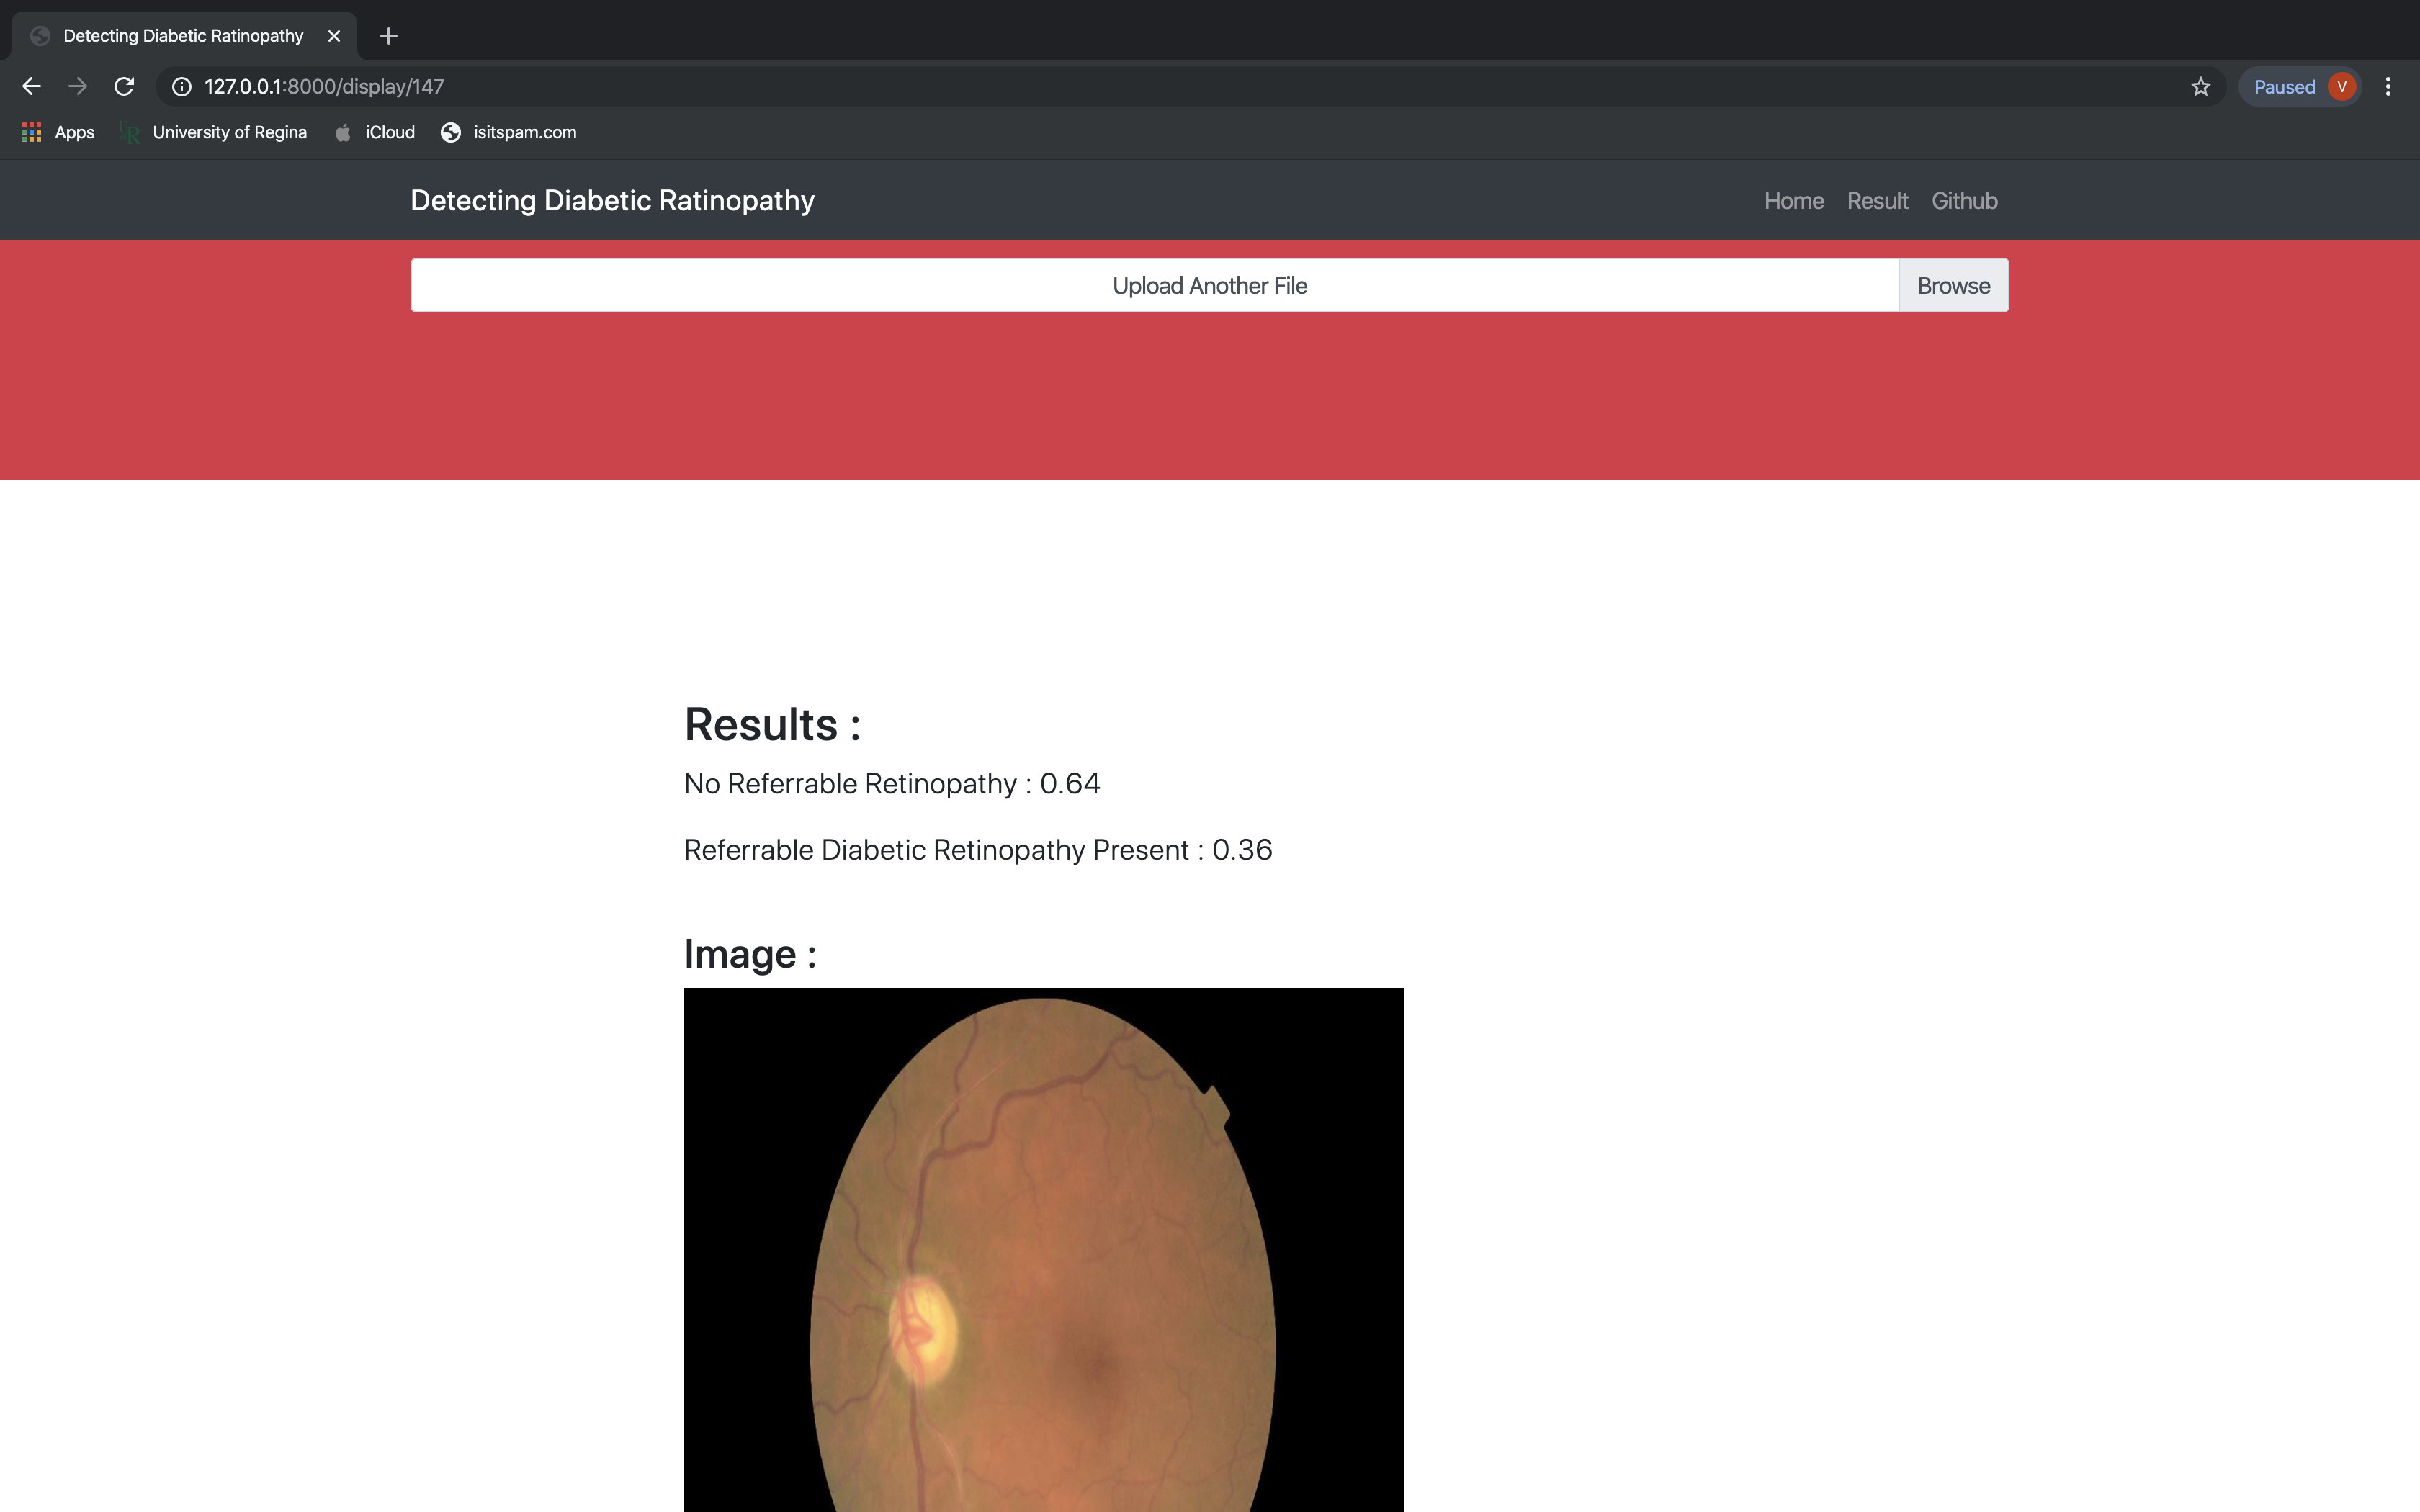 Detecting Diabetic Ratinopathy
127.0.0.1:8000/display/147
Paused V
Apps
University of Regina
iCloud
isitspam.com
Detecting Diabetic Ratinopathy
Home Result Github
Upload Another File
Browse
Results :
No Referrable Retinopathy : 0.64
Referrable Diabetic Retinopathy Present : 0.36
Image :